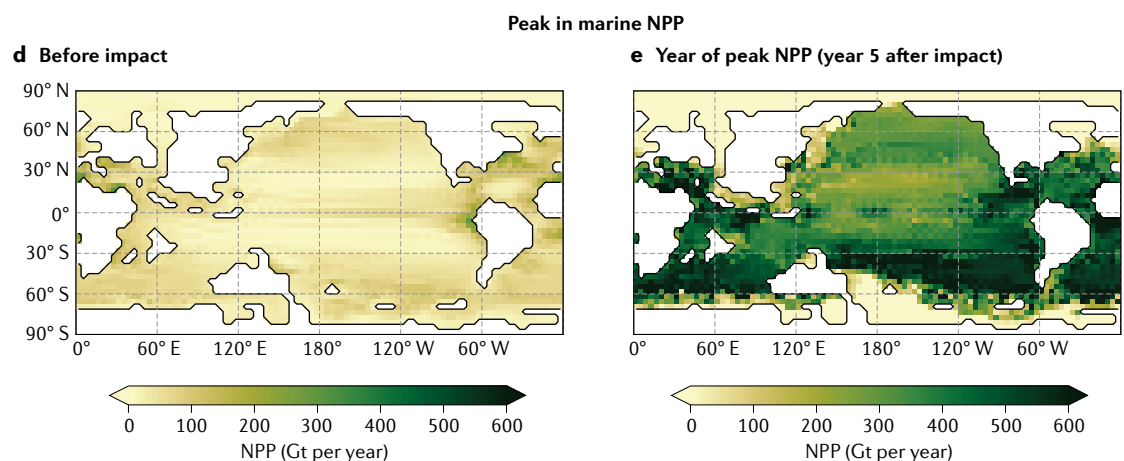 Peak in marine NPP
d Before impact
e Year of peak NPP (year 5 after impact)
90° N
60° N
30° N
0°
30° S
60° S
90° S
0° 60° E 120° E 180° 120° W 60° W
0° 60° E 120° E 180° 120° W 60° W
0 100 200 300 400 500 600
NPP (Gt per year)
0 100 200 300 400 500 600
NPP (Gt per year)